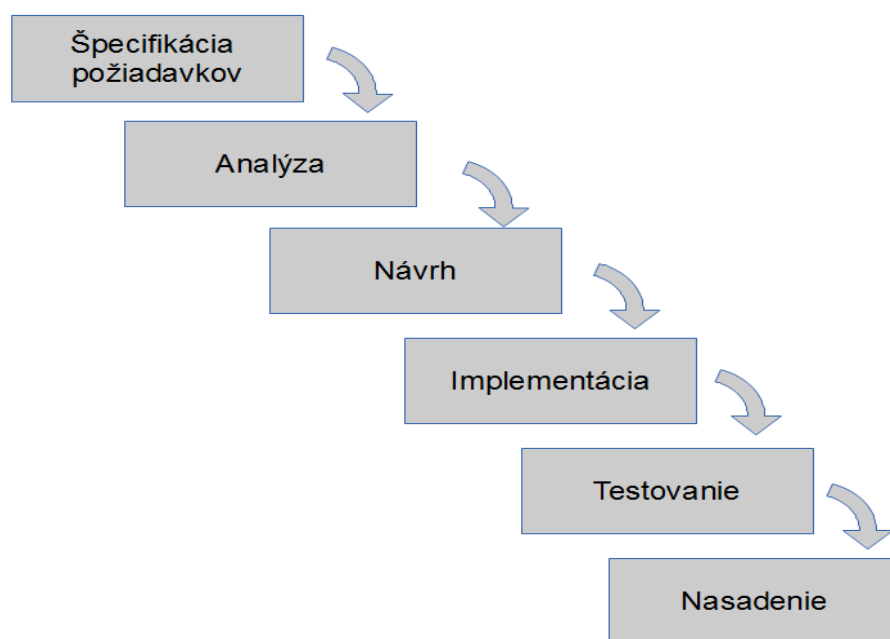 Špecifikácia
požiadavkov
Analýza
Návrh
Implementácia
Testovanie
Nasadenie